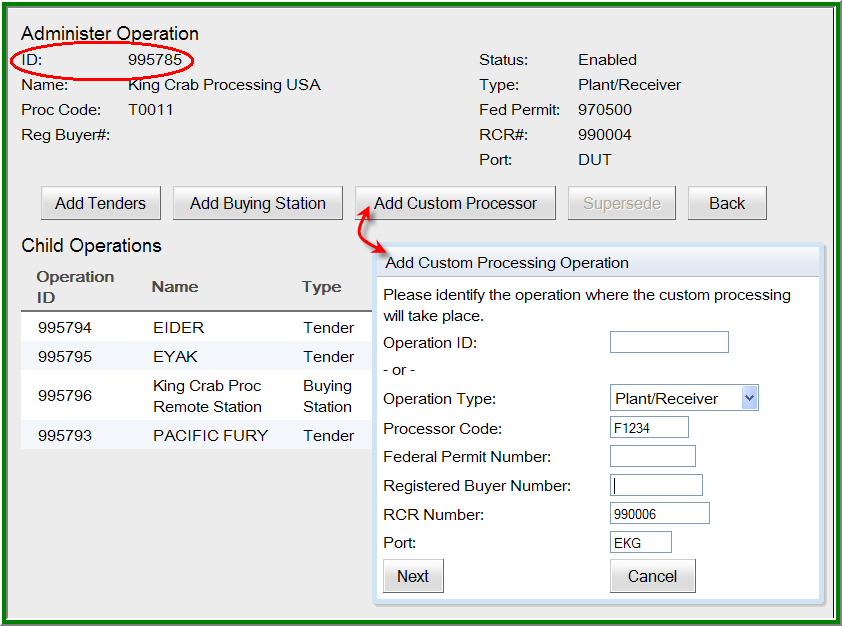 Administer Operation
ID: 995785 Status: Enabled
Name: King Crab Processing USA Type: Plant/Receiver
Proc Code: T0011 Fed Permit: 970500
Reg Buyer#: RCR#: 990004
Port: DUT
Add Tenders Add Buying Station Add Custom Processor Supersede Back
Child Operations
Operation
ID Name Type
995794 EIDER Tender
995795 EYAK Tender
995796 King Crab Proc Buying
Remote Station Station
995793 PACIFIC FURY Tender
Add Custom Processing Operation
Please identify the operation where the custom processing
will take place.
Operation ID:
- or -
Operation Type: Plant/Receiver
Processor Code: F1234
Federal Permit Number:
Registered Buyer Number:
RCR Number: 990006
Port: EKG
Next Cancel